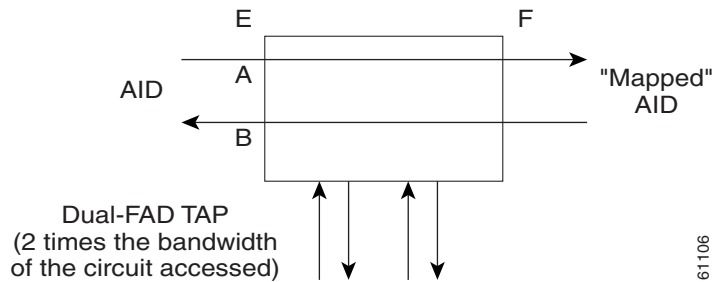 E
F
A
AID
"Mapped"
AID
B
Dual-FAD TAP
(2 times the bandwidth
of the circuit accessed)
61106